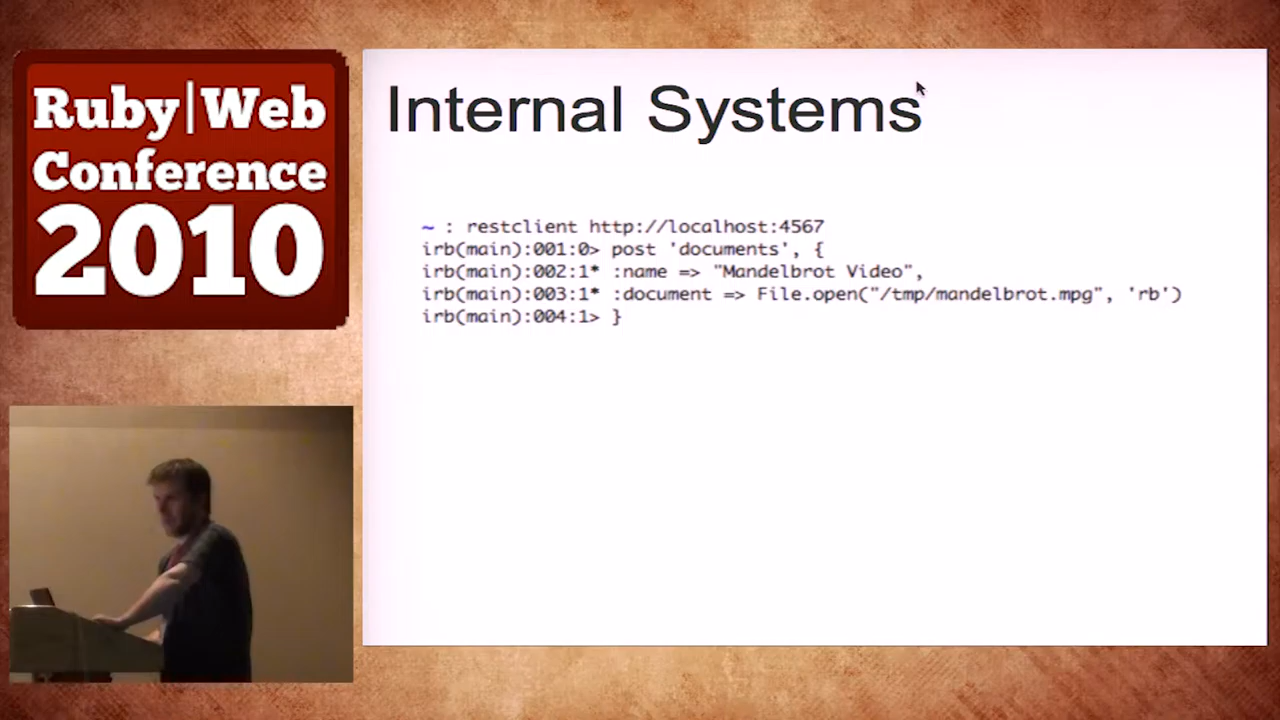 Ruby|Web
Conference
2010
Internal Systems
~ : restclient http://localhost:4567
irb(main):001:0> post 'documents', {
irb(main):002:1* :name => "Mandelbrot Video",
irb(main):003:1* :document => File.open("/tmp/mandelbrot.mpg", 'rb')
irb(main):004:1> }